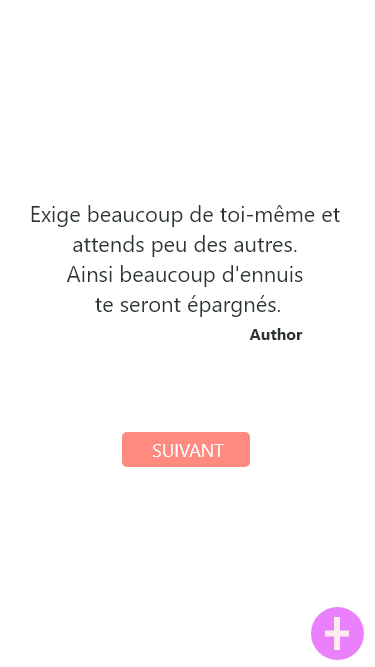 Exige beaucoup de toi-même et
attends peu des autres.
Ainsi beaucoup d'ennuis
te seront épargnés.
Author
SUIVANT